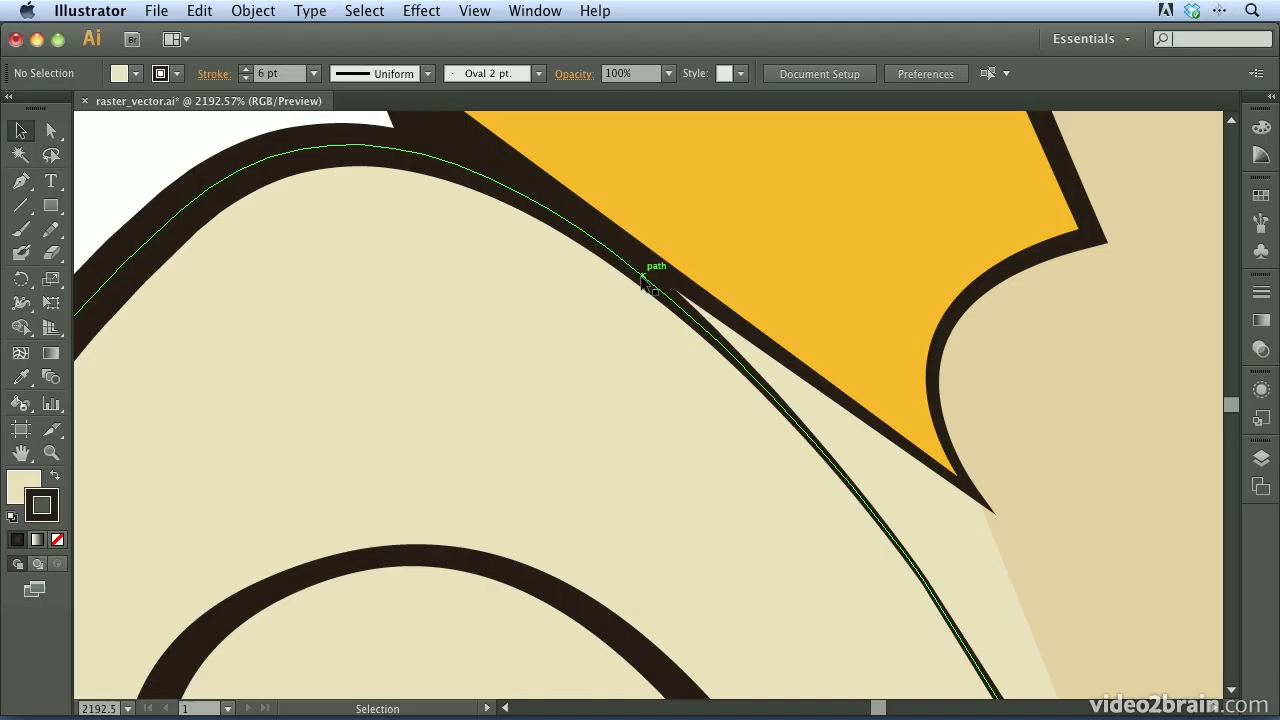 Illustrator File Edit Object Type Select Effect View Window Help
Ai Br Essentials
No Selection Stroke: 6 pt Uniform Oval 2 pt. Opacity: 100% Style: Document Setup Preferences
raster_vector.ai* @ 2192.57% (RGB/Preview)
path
2192.5 1 Selection
video2brain.com